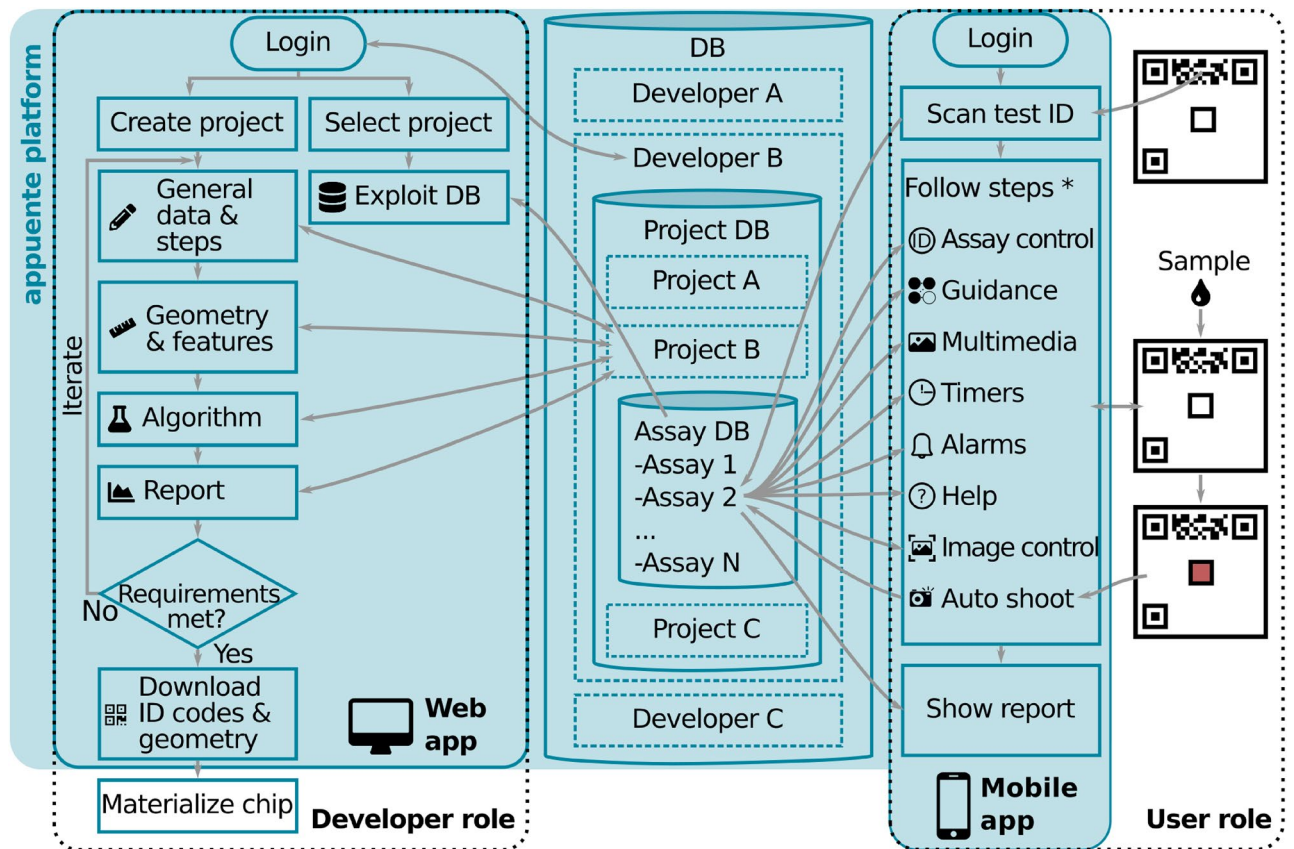 appuente platform
Login
Create project
Select project
General
data &
steps
Exploit DB
Geometry
& features
Iterate
Algorithm
Report
Requirements
met?
No
Yes
Download
ID codes &
geometry
Web
app
Materialize chip
Developer role
DB
Developer A
Developer B
Project DB
Project A
Project B
Assay DB
-Assay 1
-Assay 2
...
-Assay N
Project C
Developer C
Login
Scan test ID
Follow steps *
ID Assay control
Guidance
Multimedia
Timers
Alarms
? Help
Image control
Auto shoot
Show report
Mobile
app
Sample
User role